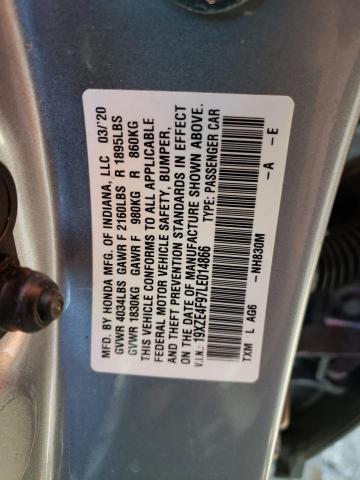 MFD. BY HONDA MFG. OF INDIANA, LLC 03/'20
GVWR 4034LBS GAWR F 2160LBS R 1895LBS
GVWR 1830KG GAWR F 980KG R 860KG
THIS VEHICLE CONFORMS TO ALL APPLICABLE
FEDERAL MOTOR VEHICLE SAFETY, BUMPER,
AND THEFT PREVENTION STANDARDS IN EFFECT
ON THE DATE OF MANUFACTURE SHOWN ABOVE.
V.I.N.: 19XZE4F97LE014866 TYPE: PASSENGER CAR
-NH830M -A -E
TXM L AG6